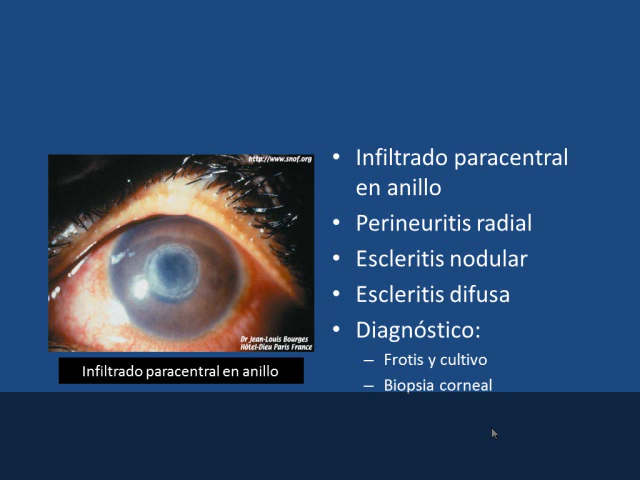 http://www.snof.org
Dr Jean-Louis Bourges
Hôtel-Dieu Paris France
Infiltrado paracentral en anillo
• Infiltrado paracentral
en anillo
• Perineuritis radial
• Escleritis nodular
• Escleritis difusa
• Diagnóstico:
– Frotis y cultivo
– Biopsia corneal